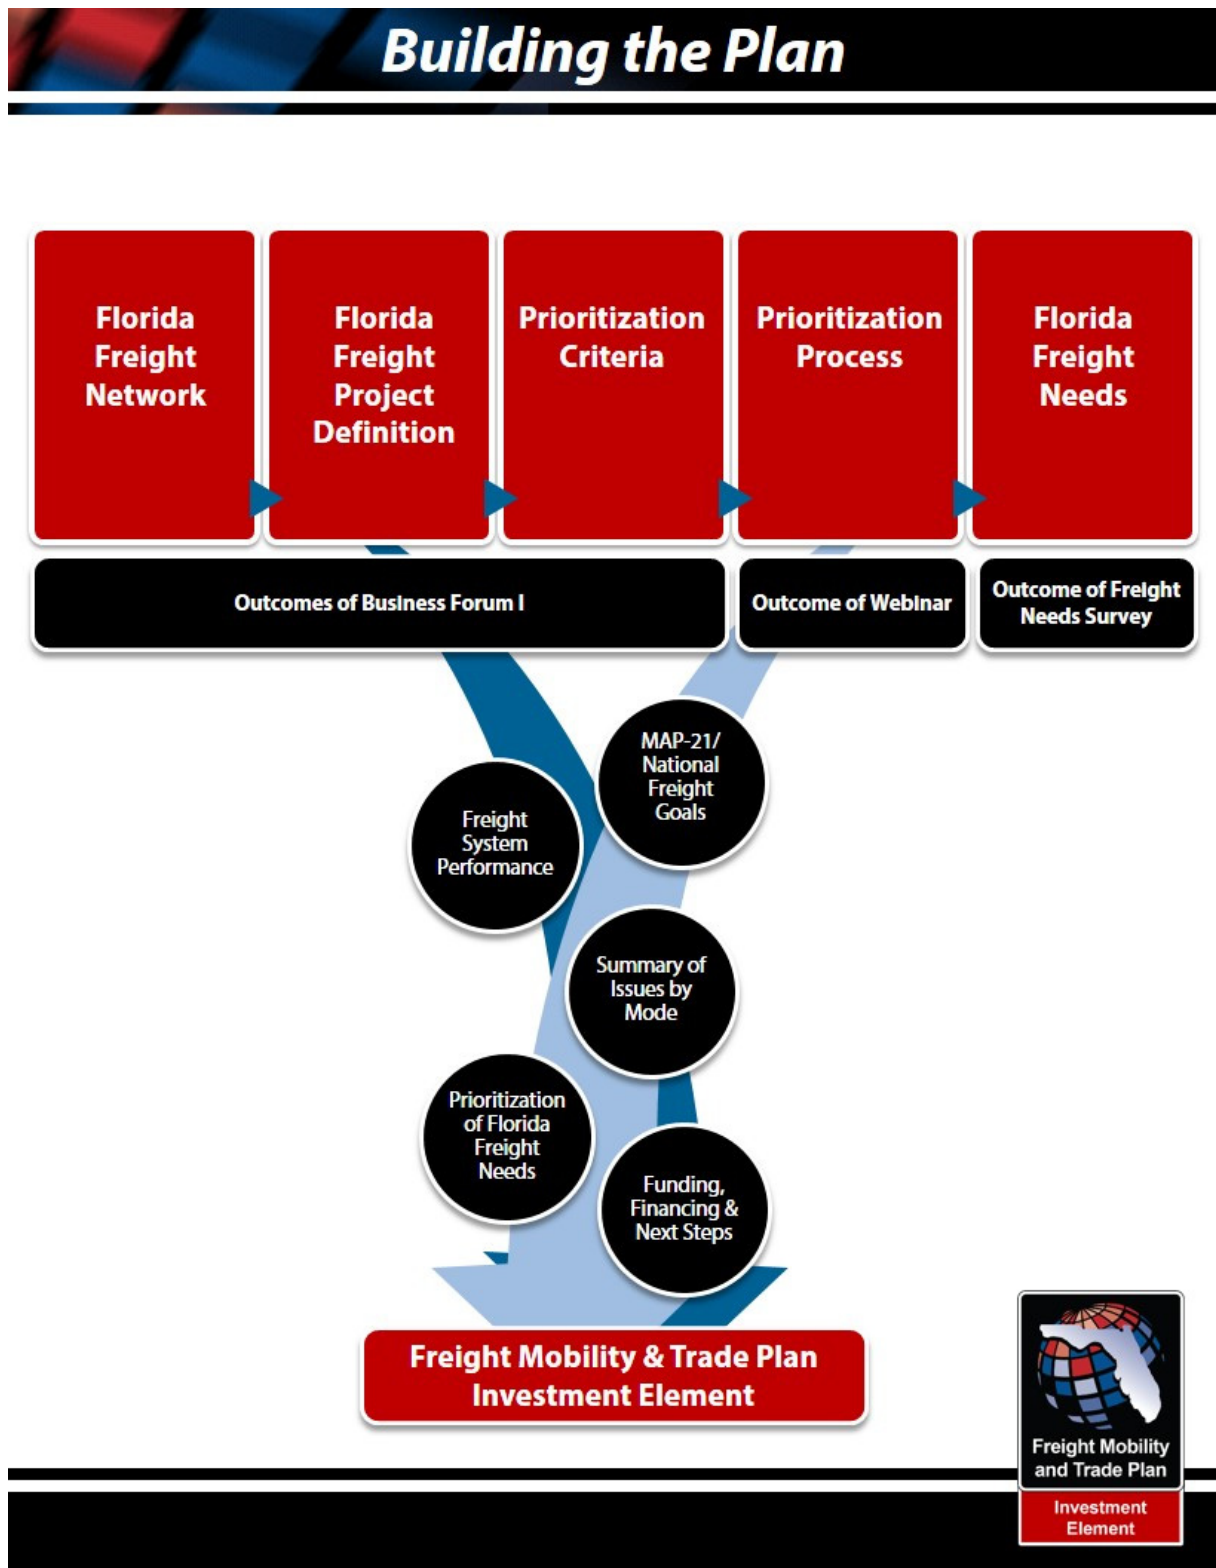 Building the Plan
Florida
Freight
Network
Florida
Freight
Project
Definition
Prioritization
Criteria
Prioritization
Process
Florida
Freight
Needs
Outcomes of Business Forum I
Outcome of Webinar
Outcome of Freight
Needs Survey
MAP-21/
National
Freight
Goals
Freight
System
Performance
Summary of
Issues by
Mode
Prioritization
of Florida
Freight
Needs
Funding,
Financing &
Next Steps
Freight Mobility & Trade Plan
Investment Element
Freight Mobility
and Trade Plan
Investment
Element